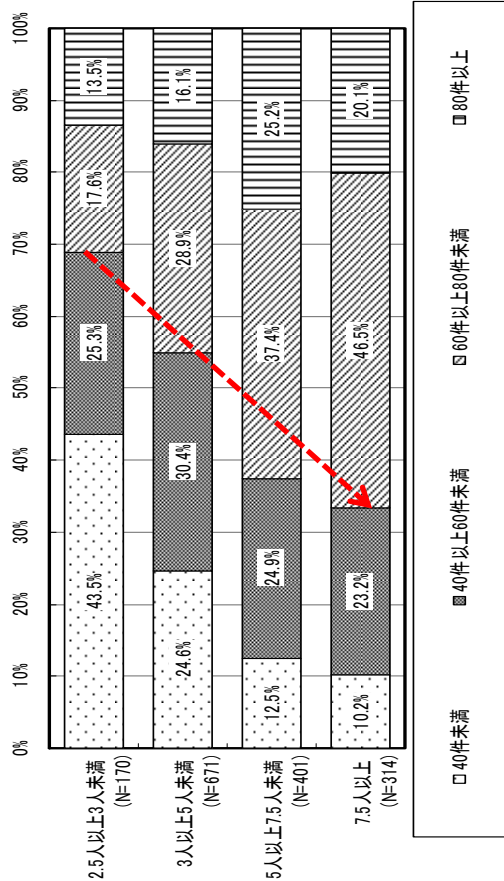 0%
10%
20%
30%
40%
50%
60%
70%
80%
90%
100%
2.5人以上3人未満
(N=170)
43.5%
25.3%
17.6%
13.5%
3人以上5人未満
(N=671)
24.6%
30.4%
28.9%
16.1%
5人以上7.5人未満
(N=401)
12.5%
24.9%
37.4%
25.2%
7.5人以上
(N=314)
10.2%
23.2%
46.5%
20.1%
40件未満
40件以上60件未満
60件以上80件未満
80件以上